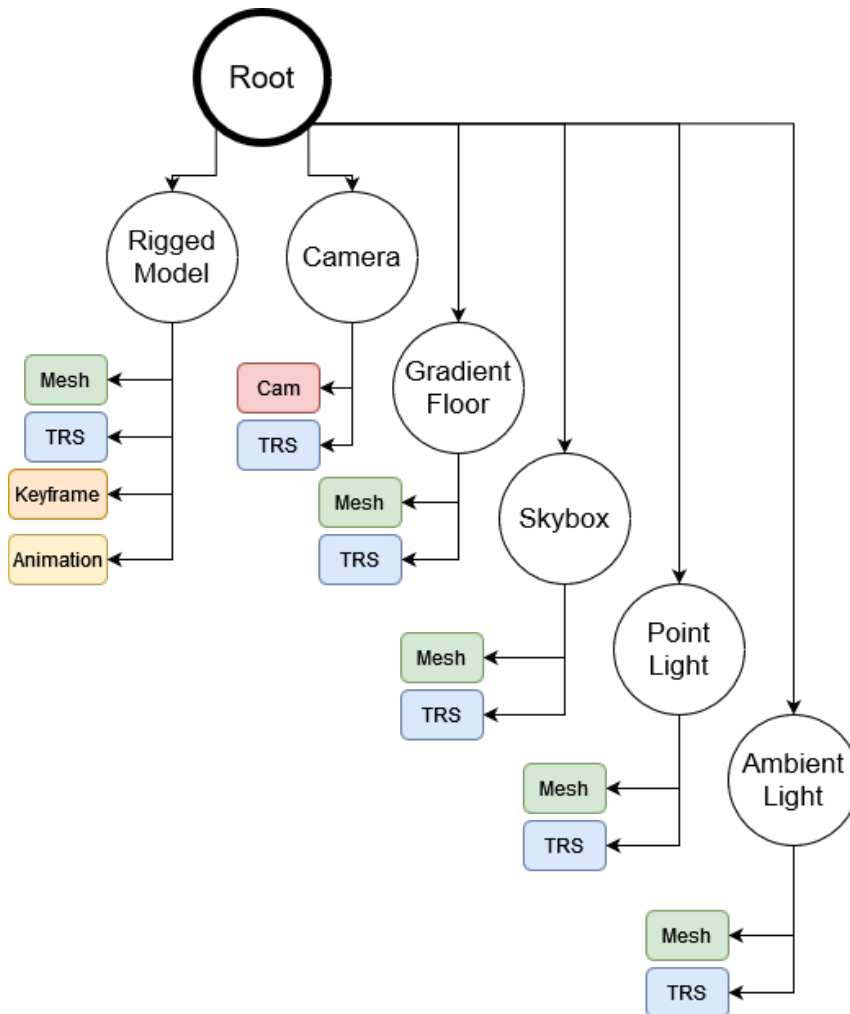 Root
Rigged
Model
Camera
Mesh
TRS
Keyframe
Animation
Cam
TRS
Gradient
Floor
Mesh
TRS
Skybox
Mesh
TRS
Point
Light
Mesh
TRS
Ambient
Light
Mesh
TRS